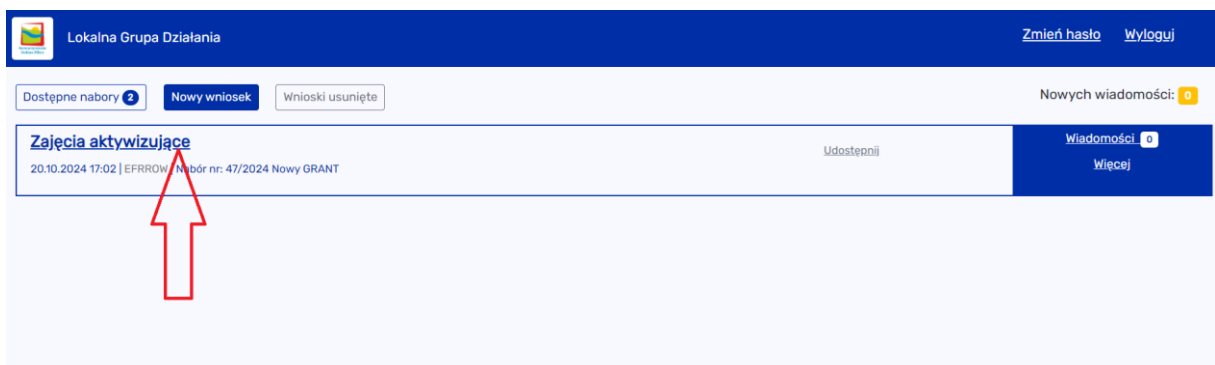 Lokalna Grupa Działania
Zmień hasło Wyloguj
Dostępne nabory 2 Nowy wniosek Wnioski usunięte Nowych wiadomości: 0
Zajęcia aktywizujące
Udostępnij
Wiadomości 0
Więcej
20.10.2024 17:02 | EFRROW Nabór nr: 47/2024 Nowy GRANT